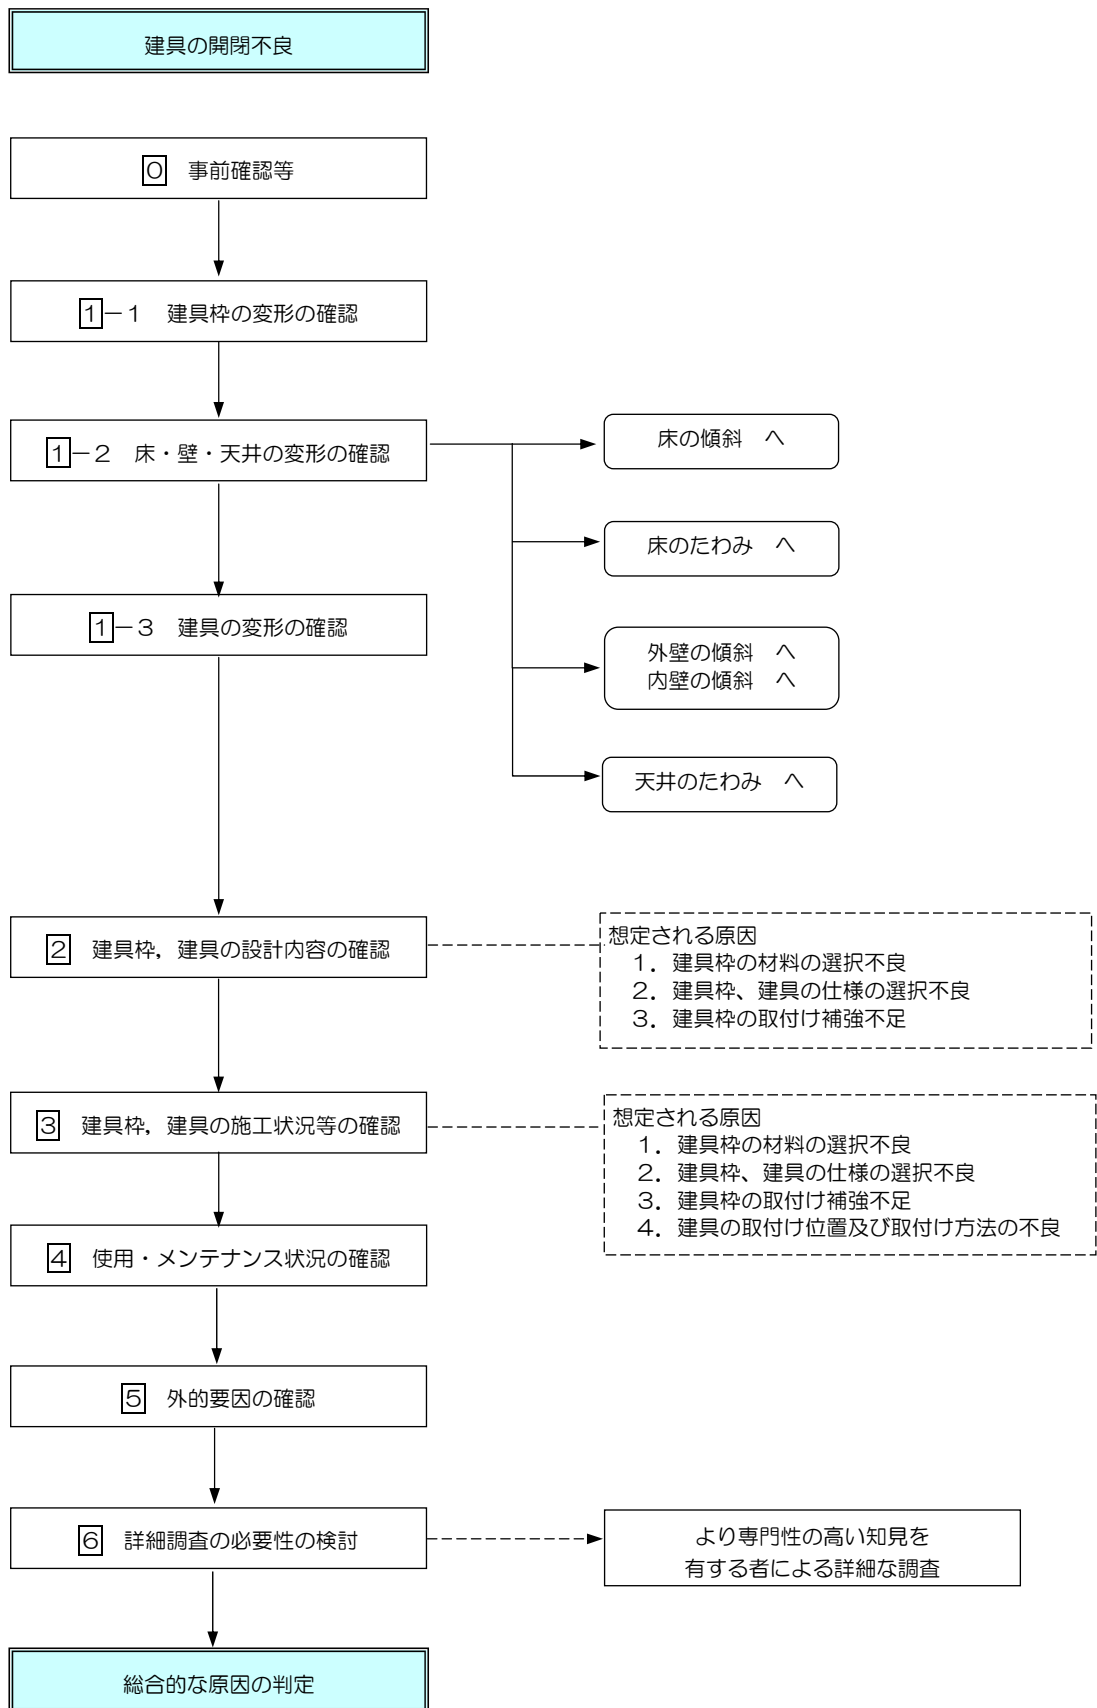 建具の開閉不良
0 事前確認等
1－1 建具枠の変形の確認
1－2 床・壁・天井の変形の確認
床の傾斜 へ
床のたわみ へ
1－3 建具の変形の確認
外壁の傾斜 へ
内壁の傾斜 へ
天井のたわみ へ
2 建具枠，建具の設計内容の確認
想定される原因
1．建具枠の材料の選択不良
2．建具枠、建具の仕様の選択不良
3．建具枠の取付け補強不足
3 建具枠，建具の施工状況等の確認
想定される原因
1．建具枠の材料の選択不良
2．建具枠、建具の仕様の選択不良
3．建具枠の取付け補強不足
4．建具の取付け位置及び取付け方法の不良
4 使用・メンテナンス状況の確認
5 外的要因の確認
6 詳細調査の必要性の検討
より専門性の高い知見を
有する者による詳細な調査
総合的な原因の判定